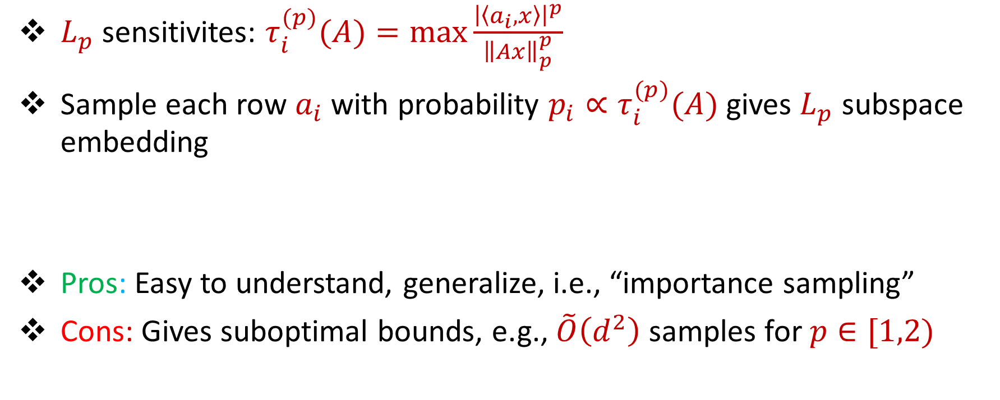 ❖ $L_p$ sensitivites: $\tau_i^{(p)}(A) = \max \frac{|\langle a_i, x \rangle|^p}{\|Ax\|_p^p}$
❖ Sample each row $a_i$ with probability $p_i \propto \tau_i^{(p)}(A)$ gives $L_p$ subspace
embedding
❖ Pros: Easy to understand, generalize, i.e., “importance sampling”
❖ Cons: Gives suboptimal bounds, e.g., $\tilde{O}(d^2)$ samples for $p \in [1,2)$